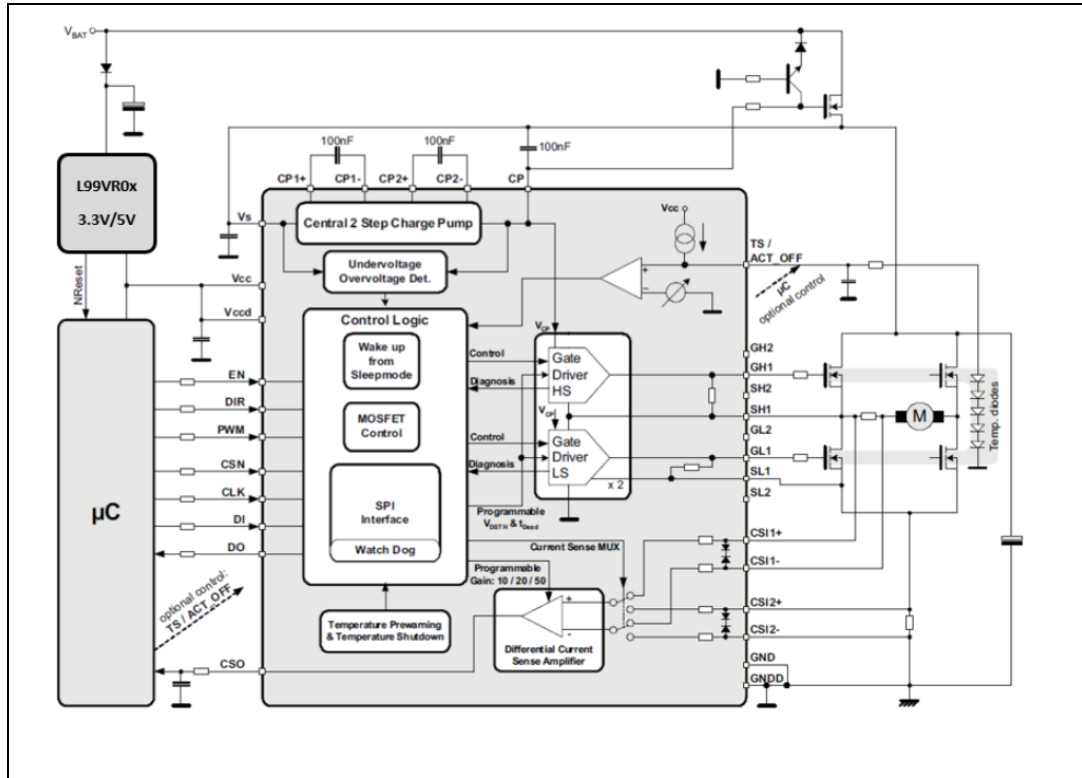 VBAT
100nF
100nF
100nF
L99VR0x
3.3V/5V
CP1+
CP1-
CP2+
CP2-
CP
Vs
Central 2 Step Charge Pump
Vcc
TS /
ACT_OFF
NReset
Undervoltage
Overvoltage Det.
+
-
µC
optional control
Vcc
Vccd
Control Logic
Wake up
from
Sleepmode
MOSFET
Control
SPI
Interface
Watch Dog
VCP
Control
Gate
Driver
HS
Diagnosis
VCP
Control
Gate
Driver
LS
Diagnosis
x 2
Programmable
VDSTH & tDead
GH2
GH1
SH2
SH1
GL2
GL1
SL1
SL2
M
Temp. diodes
µC
EN
DIR
PWM
CSN
CLK
DI
DO
optional control:
TS / ACT_OFF
Current Sense MUX
Programmable
Gain: 10 / 20 / 50
+
-
Differential Current
Sense Amplifier
Temperature Prewarning
& Temperature Shutdown
CSI1+
CSI1-
CSI2+
CSI2-
GND
GNDD
CSO